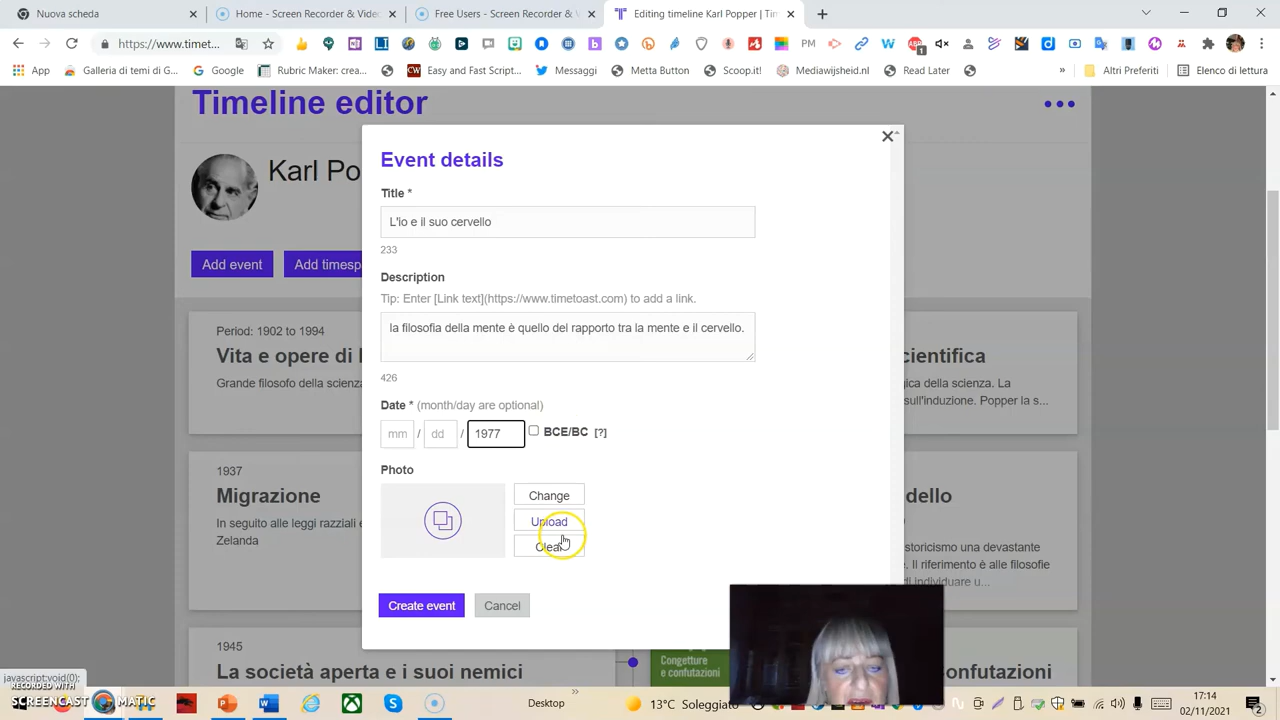 Nuova scheda
Home - Screen Recorder & Vide
Free Users - Screen Recorder & V
Editing timeline Karl Popper | Tim
https://www.timet...
PM
App
Galleria di temi di G...
Google
Rubric Maker: crea...
CW
Easy and Fast Script...
Messaggi
Metta Button
Scoop.it!
Mediawijsheid.nl
Read Later
»
Altri Preferiti
Elenco di lettura
Timeline editor
Karl Po
Add event
Add timesp
Event details
Title *
L'io e il suo cervello
233
Description
Tip: Enter [Link text](https://www.timetoast.com) to add a link.
la filosofia della mente è quello del rapporto tra la mente e il cervello.
426
Date * (month/day are optional)
mm / dd / 1977 BCE/BC [?]
Photo
Change
Upload
Clear
Create event
Cancel
Period: 1902 to 1994
Vita e opere di
Grande filosofo della scienza
cientifica
gica della scienza. La
sull'induzione. Popper la s...
1937
Migrazione
In seguito alle leggi razziali e
Zelanda
dello
storicismo una devastante
e. Il riferimento è alle filosofie
di individuare u...
1945
La società aperta e i suoi nemici
Congetture
e confutazioni
onfutazioni
javascript:void(0);
RECORDED WITH
SCREENCAST MATIC
Desktop
»
13°C Soleggiato
17:14
02/11/2021
2